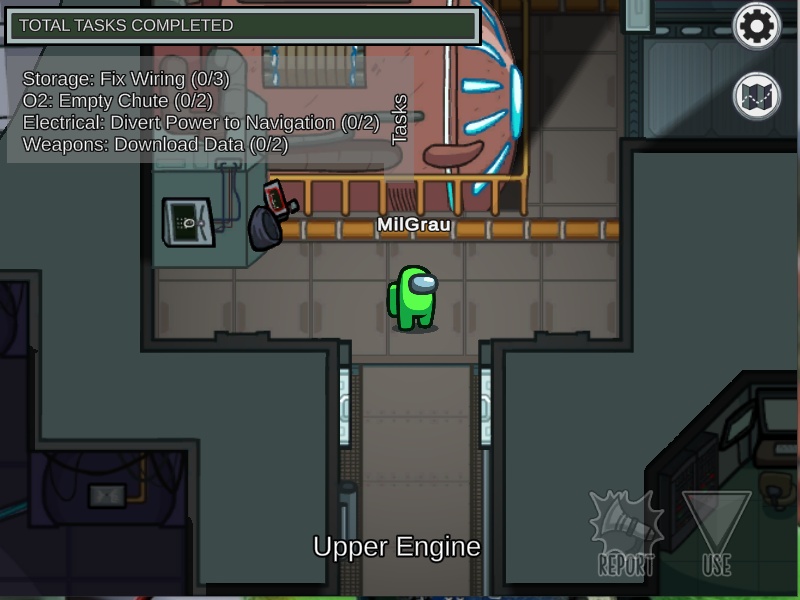 TOTAL TASKS COMPLETED
Storage: Fix Wiring (0/3)
O2: Empty Chute (0/2)
Electrical: Divert Power to Navigation (0/2)
Weapons: Download Data (0/2)
Tasks
MilGrau
Upper Engine
REPORT
USE